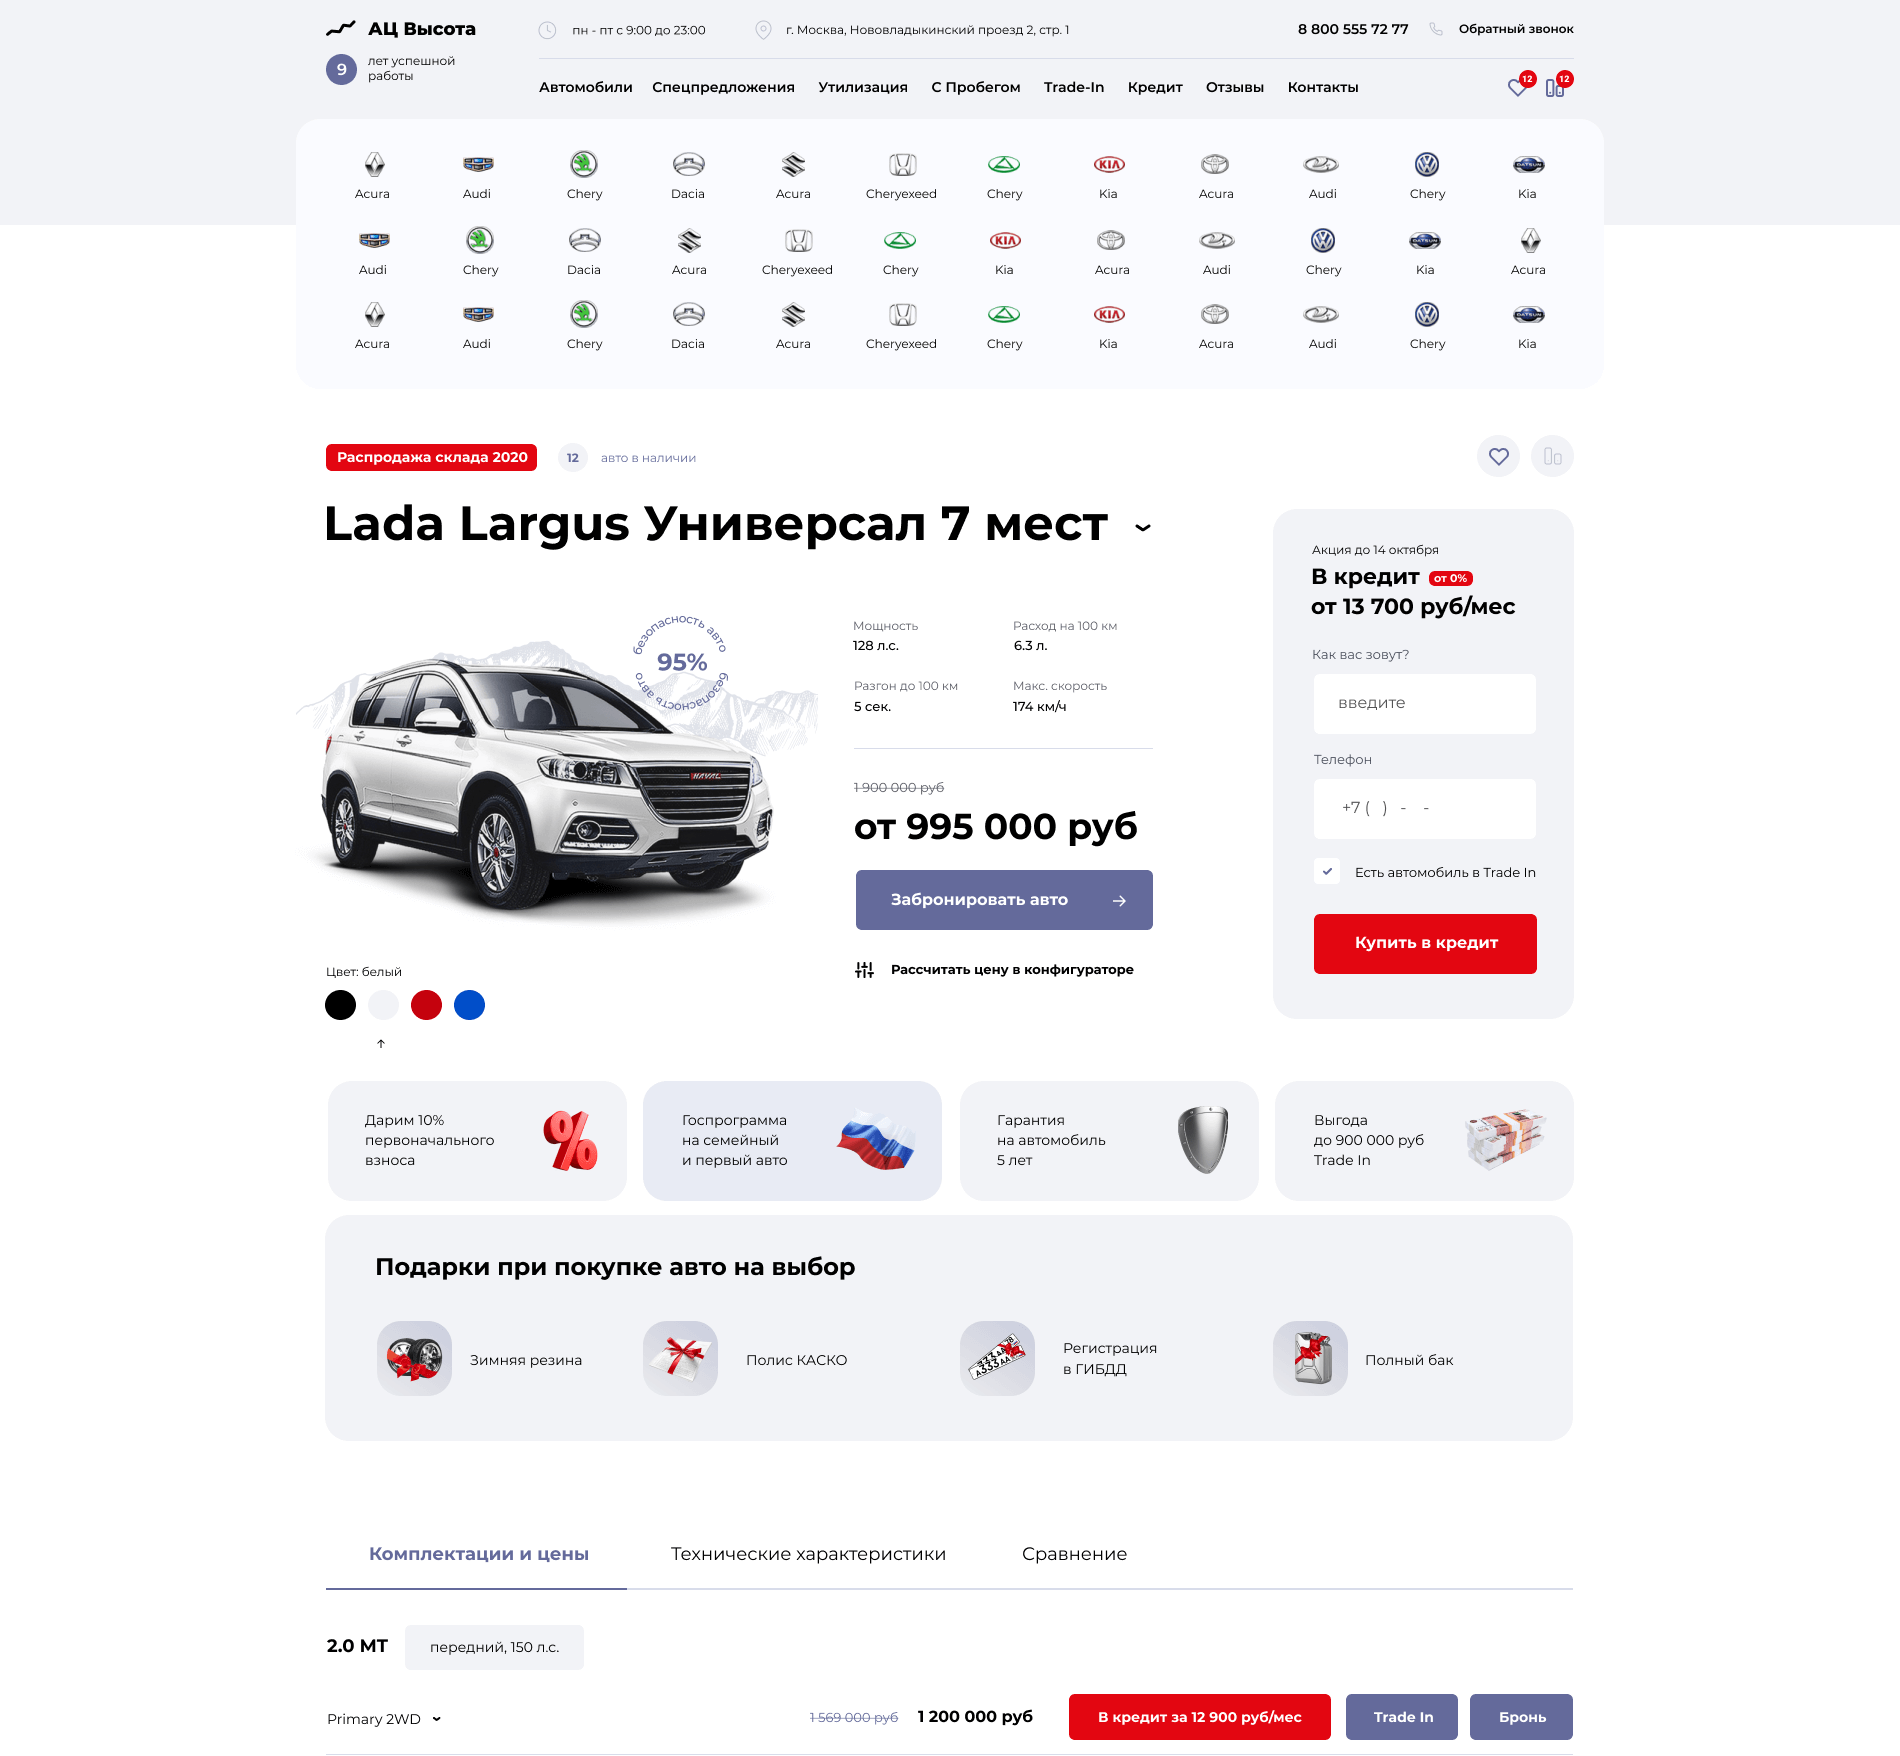 АЦ Высота
9
лет успешной
работы
пн - пт с 9:00 до 23:00
г. Москва, Нововладыкинский проезд 2, стр. 1
8 800 555 72 77
Обратный звонок
Автомобили Спецпредложения Утилизация С Пробегом Trade-In Кредит Отзывы Контакты
12
12
DATSUN
Acura Audi Chery Dacia Acura Cheryexeed Chery Kia Acura Audi Chery Kia
DATSUN
Audi Chery Dacia Acura Cheryexeed Chery Kia Acura Audi Chery Kia Acura
DATSUN
Acura Audi Chery Dacia Acura Cheryexeed Chery Kia Acura Audi Chery Kia
Распродажа склада 2020
12
авто в наличии
Lada Largus Универсал 7 мест
безопасность авто
95%
безопасность авто
HAVAL
Цвет: белый
Мощность
128 л.с.
Расход на 100 км
6.3 л.
Разгон до 100 км
5 сек.
Макс. скорость
174 км/ч
1 900 000 руб
от 995 000 руб
Забронировать авто
Рассчитать цену в конфигураторе
Акция до 14 октября
В кредит
от 0%
от 13 700 руб/мес
Как вас зовут?
введите
Телефон
+7 ( ) - -
Есть автомобиль в Trade In
Купить в кредит
Дарим 10%
первоначального
взноса
%
Госпрограмма
на семейный
и первый авто
Гарантия
на автомобиль
5 лет
Выгода
до 900 000 руб
Trade In
Подарки при покупке авто на выбор
Зимняя резина
Полис КАСКО
А333АА
Регистрация
в ГИБДД
Полный бак
Комплектации и цены
Технические характеристики
Сравнение
2.0 MT
передний, 150 л.с.
Primary 2WD
1 569 000 руб
1 200 000 руб
В кредит за 12 900 руб/мес
Trade In
Бронь